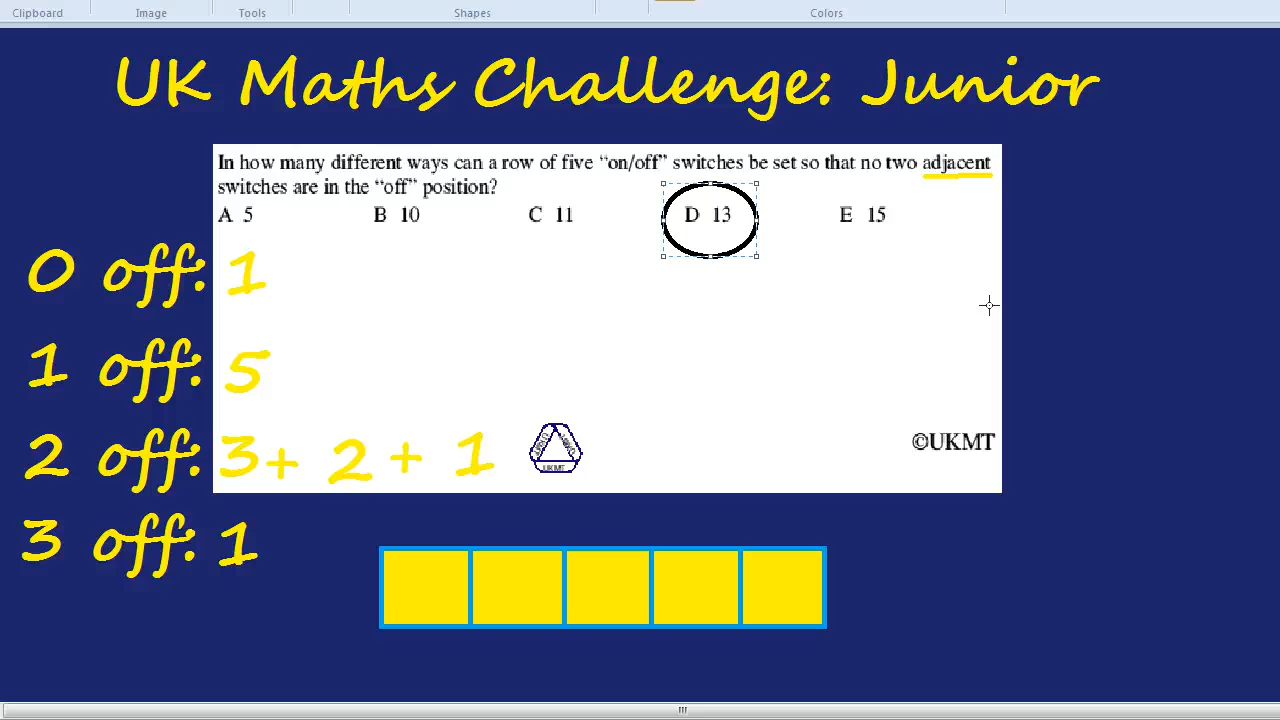 Clipboard Image Tools Shapes Colors
UK Maths Challenge: Junior
In how many different ways can a row of five “on/off” switches be set so that no two adjacent
switches are in the “off” position?
A 5 B 10 C 11 D 13 E 15
0 off: 1
1 off: 5
2 off: 3 + 2 + 1
3 off: 1
UKMT
©UKMT